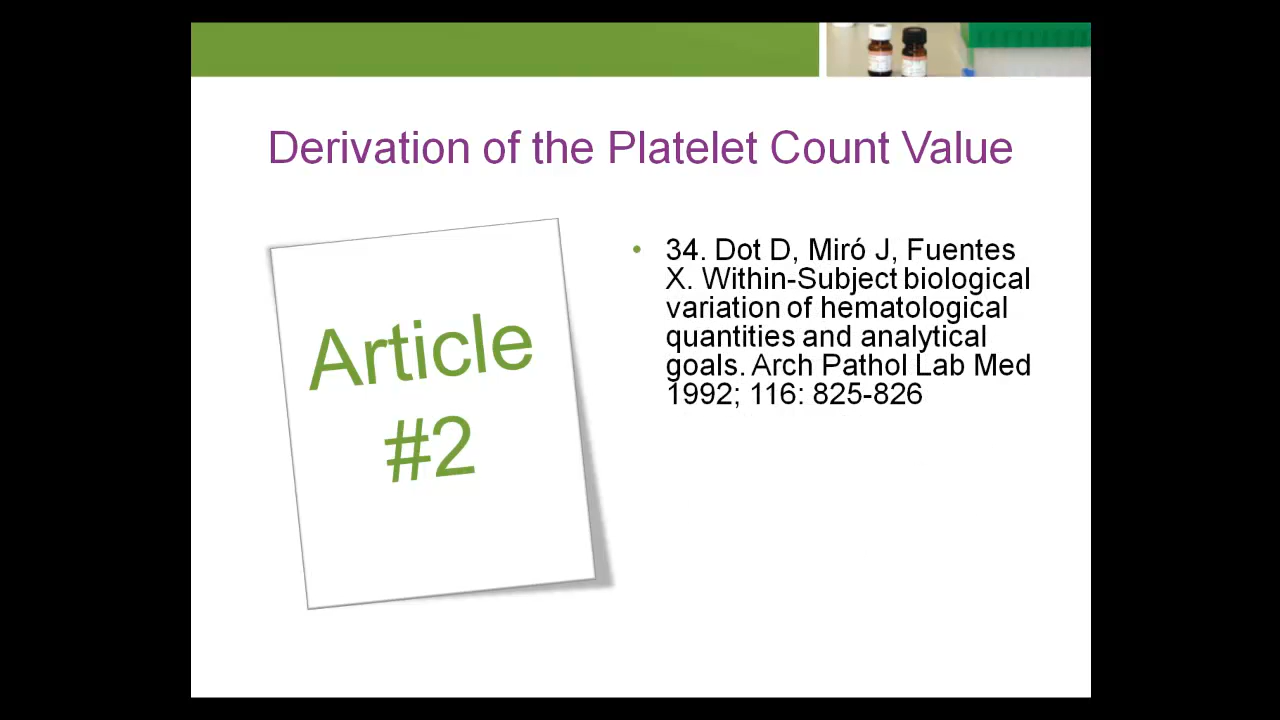 Derivation of the Platelet Count Value
Article
#2
• 34. Dot D, Miró J, Fuentes
X. Within-Subject biological
variation of hematological
quantities and analytical
goals. Arch Pathol Lab Med
1992; 116: 825-826